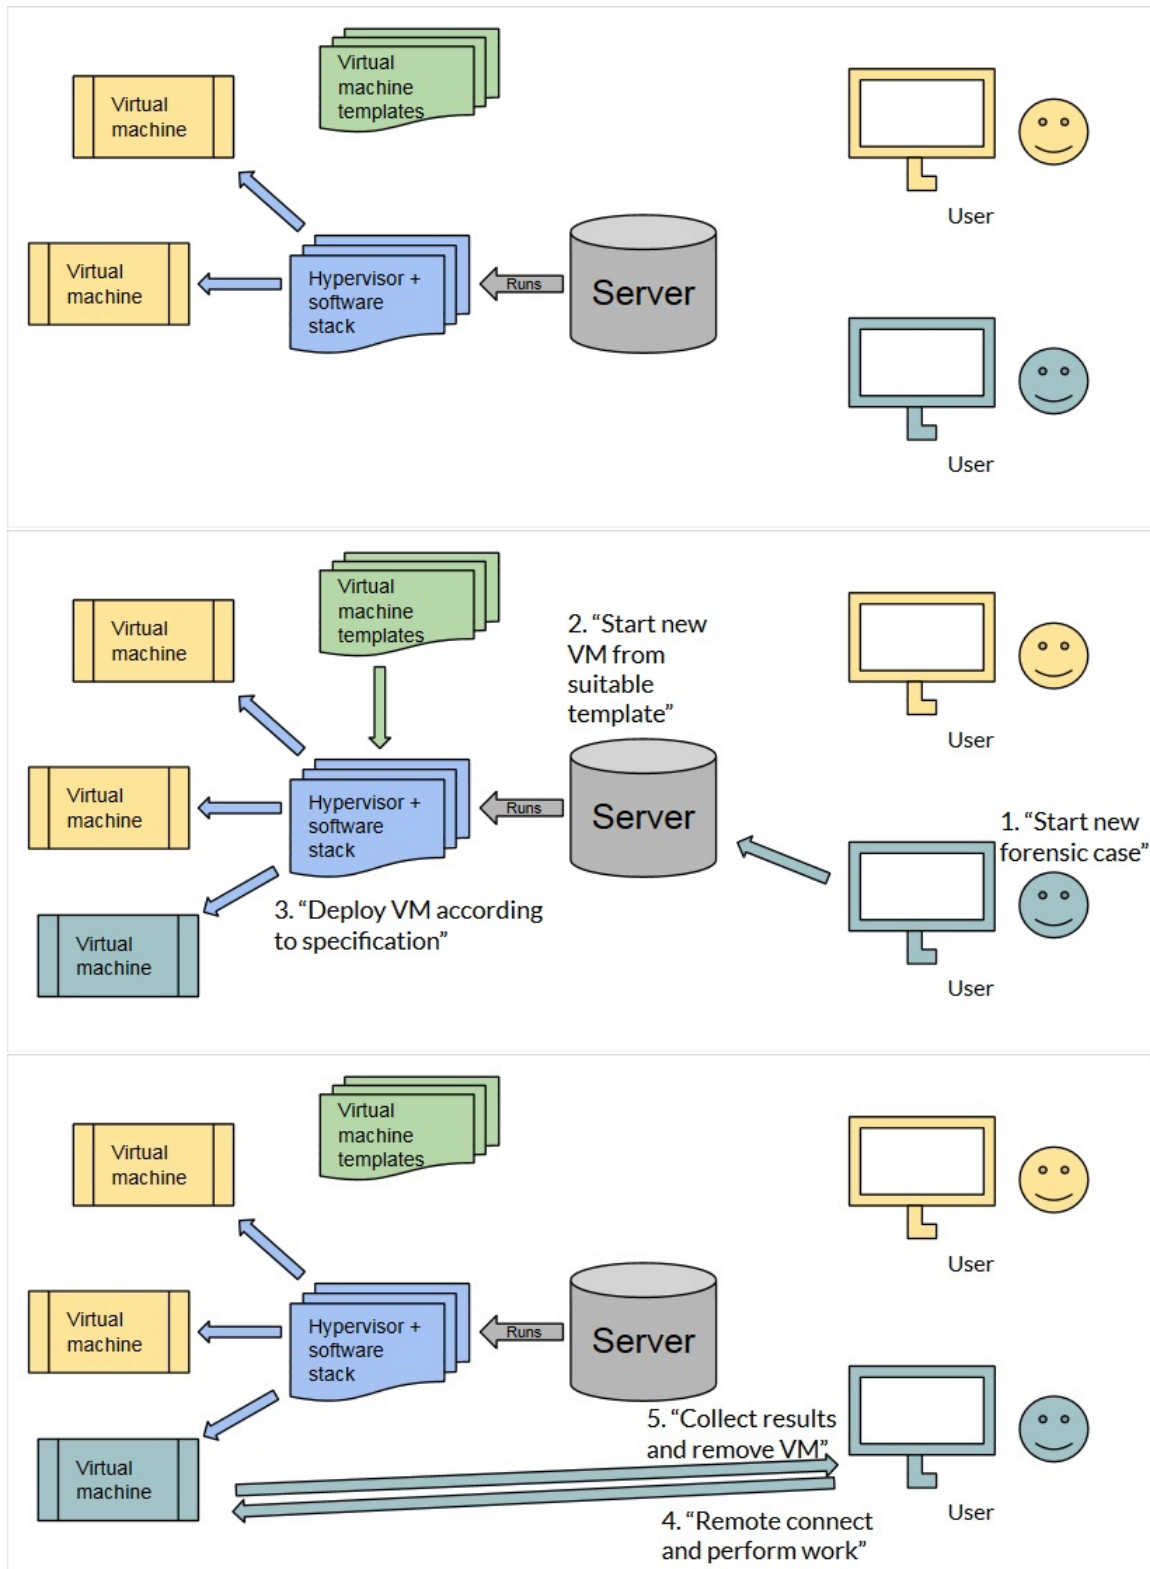 Virtual
machine
templates
Virtual
machine
User
Virtual
machine
Hypervisor +
software
stack
Runs
Server
User
Virtual
machine
templates
Virtual
machine
2. “Start new
VM from
suitable
template”
User
Virtual
machine
Hypervisor +
software
stack
Runs
Server
1. “Start new
forensic case”
3. “Deploy VM according
to specification”
Virtual
machine
User
Virtual
machine
templates
Virtual
machine
User
Virtual
machine
Hypervisor +
software
stack
Runs
Server
5. “Collect results
and remove VM”
Virtual
machine
4. “Remote connect
and perform work”
User